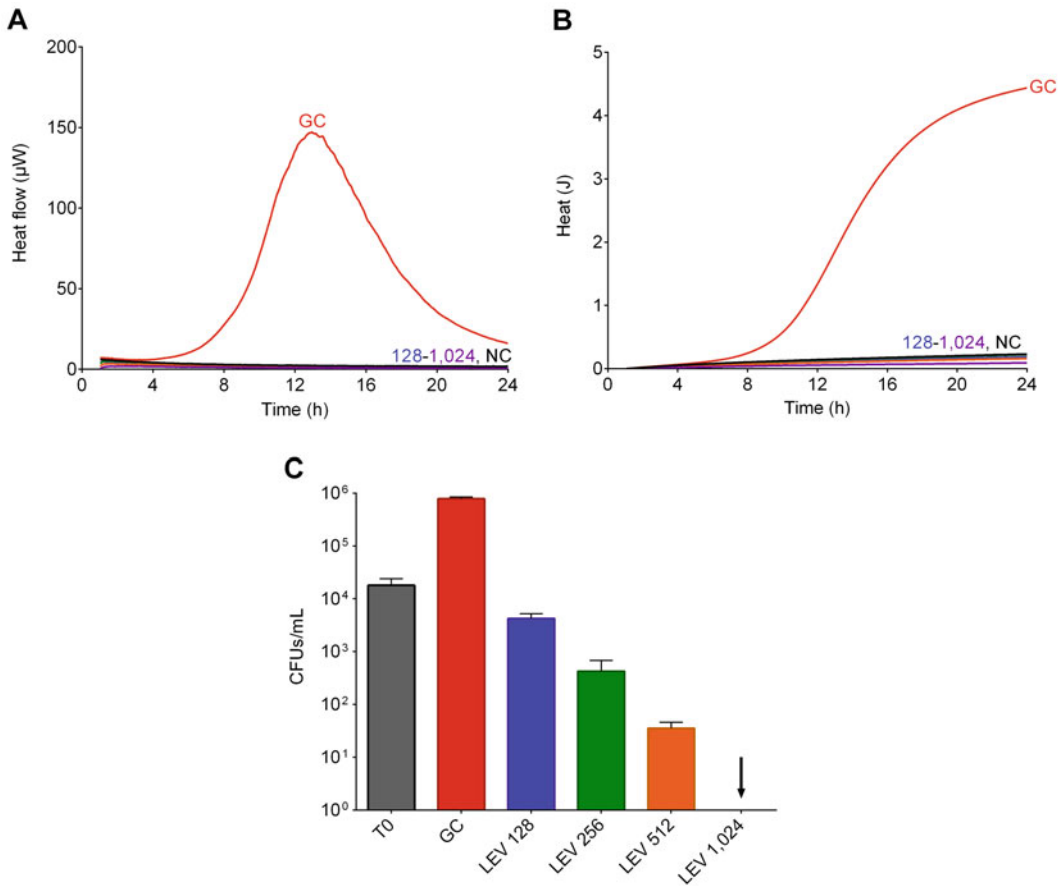 A
200
150
100
50
0
Heat flow (µW)
GC
128-1,024, NC
0 4 8 12 16 20 24
Time (h)
B
5
4
3
2
1
0
Heat (J)
GC
128-1,024, NC
4 8 12 16 20 24
Time (h)
C
10⁶
10⁵
10⁴
10³
10²
10¹
10⁰
CFUs/mL
T0
GC
LEV 128
LEV 256
LEV 512
LEV 1,024